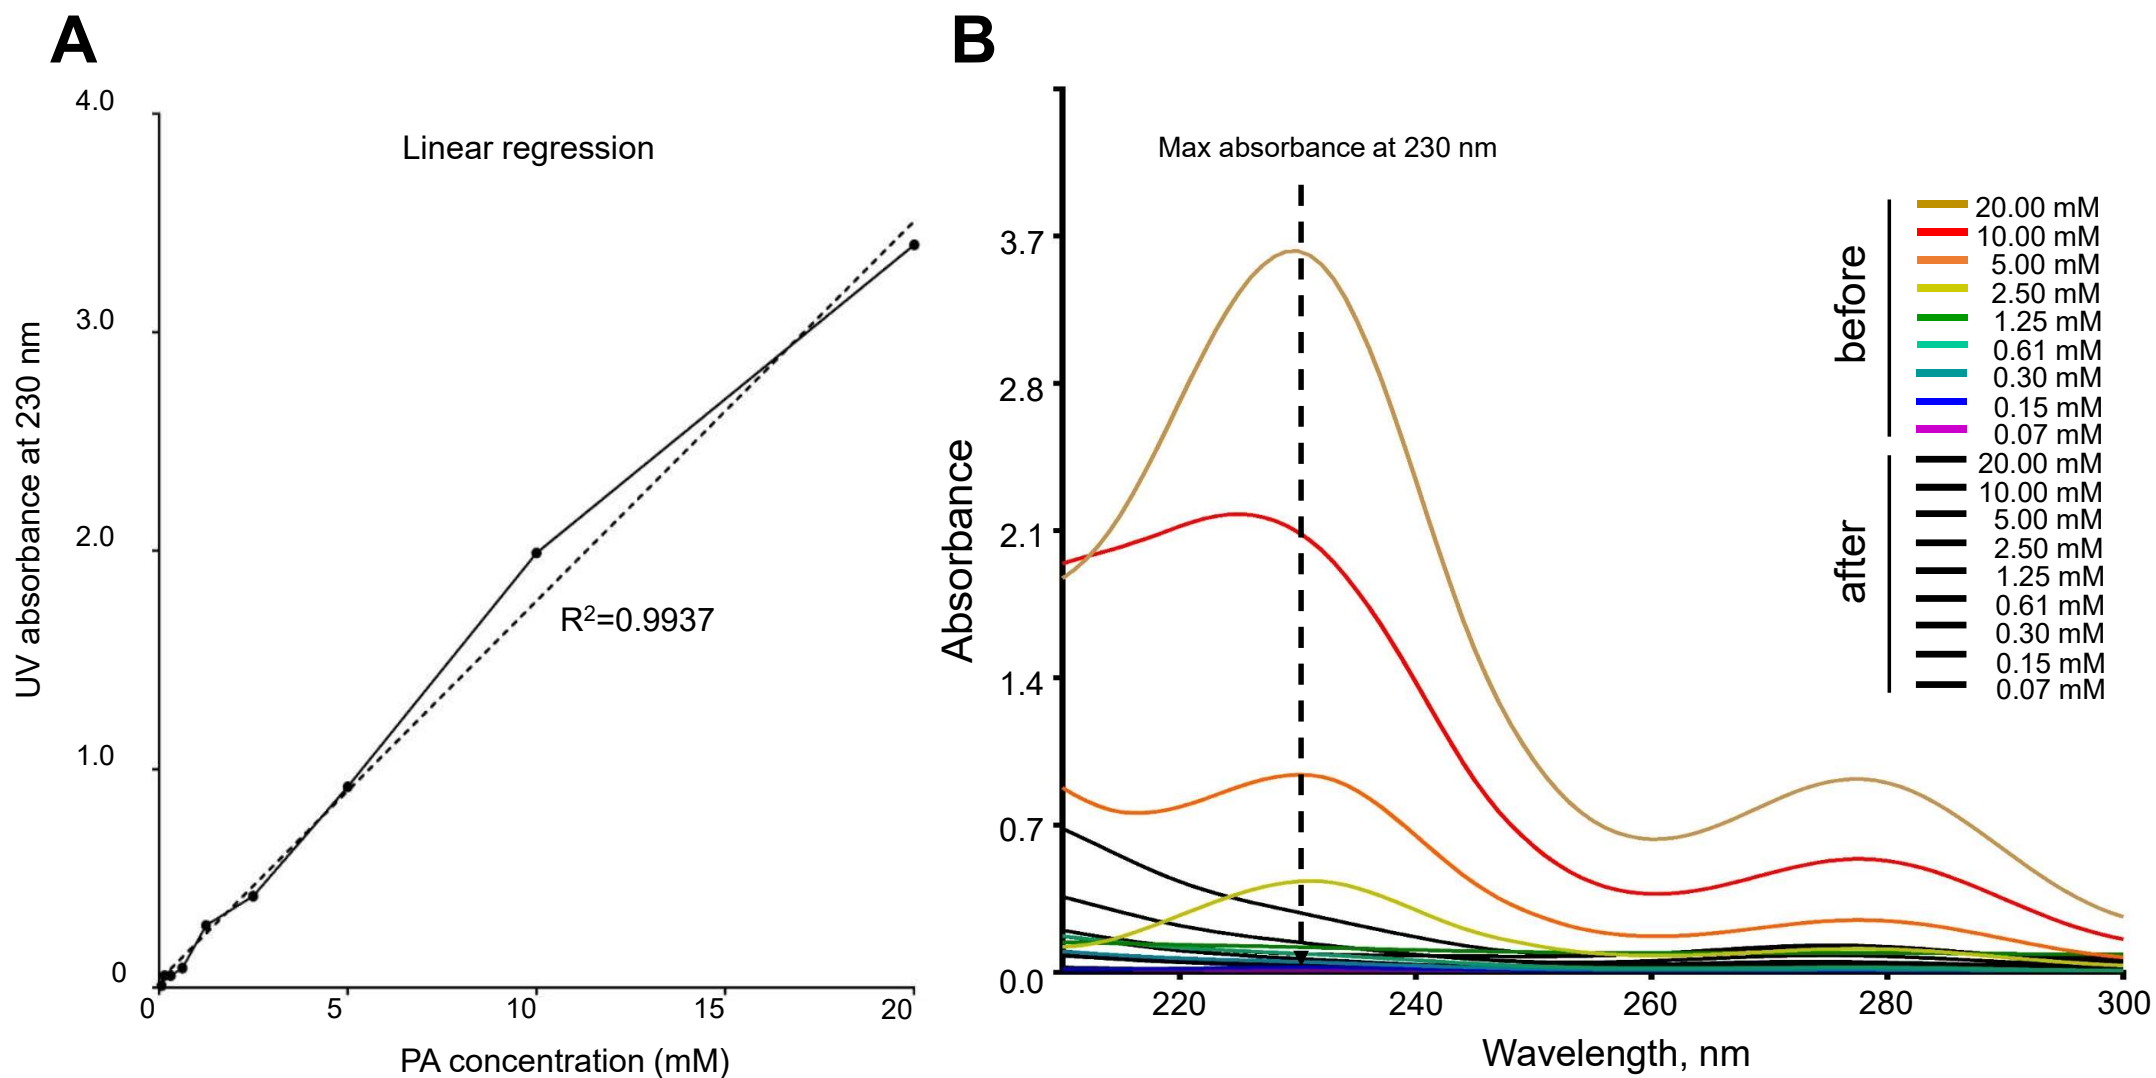 A
4.0
3.0
2.0
1.0
0
UV absorbance at 230 nm
Linear regression
R²=0.9937
0 5 10 15 20
PA concentration (mM)
B
Max absorbance at 230 nm
3.7
2.8
2.1
1.4
0.7
0.0
Absorbance
220 240 260 280 300
Wavelength, nm
before
20.00 mM
10.00 mM
5.00 mM
2.50 mM
1.25 mM
0.61 mM
0.30 mM
0.15 mM
0.07 mM
after
20.00 mM
10.00 mM
5.00 mM
2.50 mM
1.25 mM
0.61 mM
0.30 mM
0.15 mM
0.07 mM